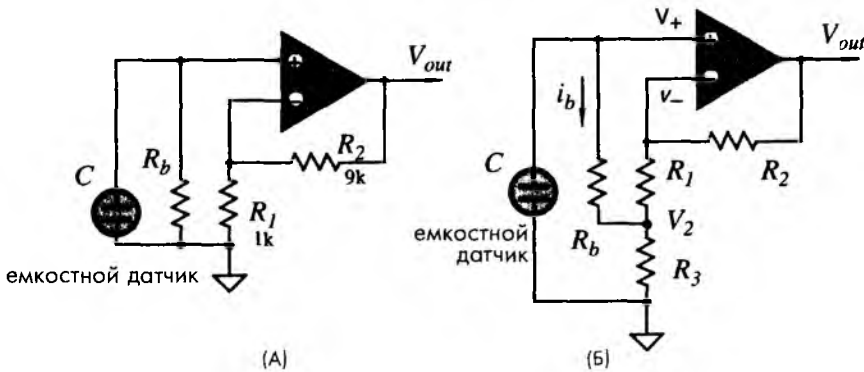 V_out
R_b
C
R_2
9k
R_1
1k
емкостной датчик
(А)
V+
V_out
i_b
v−
C
R_1
R_2
емкостной
датчик
R_b
V_2
R_3
(Б)